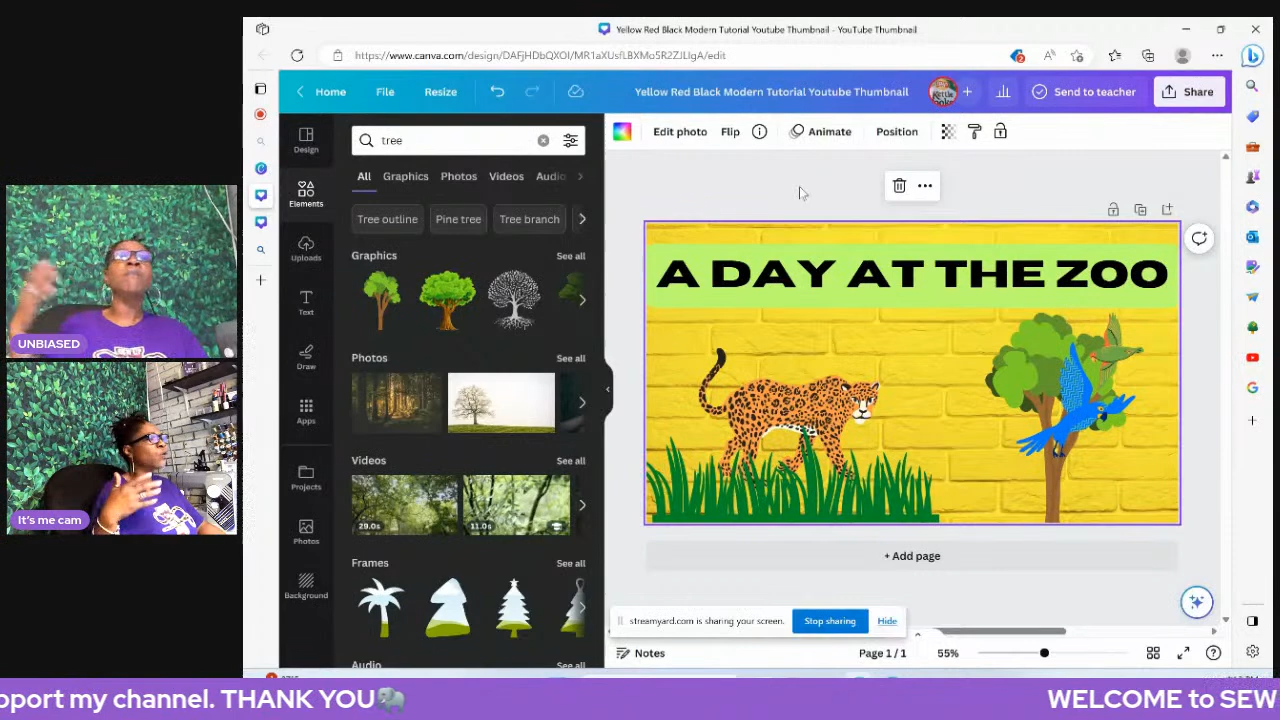 Yellow Red Black Modern Tutorial Youtube Thumbnail - YouTube Thumbnail
https://www.canva.com/design/DAFjHDbQXOI/MR1aXUsfLBXMo5R2ZJLIgA/edit
Home File Resize
Yellow Red Black Modern Tutorial Youtube Thumbnail
Send to teacher
Share
Design
Elements
Uploads
Text
Draw
Apps
Projects
Photos
Background
tree
All Graphics Photos Videos Audio
Tree outline Pine tree Tree branch
Graphics See all
Photos See all
Videos See all
29.0s 11.0s
Frames See all
Audio
Edit photo Flip Animate Position
A DAY AT THE ZOO
+ Add page
streamyard.com is sharing your screen. Stop sharing Hide
Notes Page 1 / 1 55%
UNBIASED
It's me cam
pport my channel. THANK YOU
WELCOME to SEW